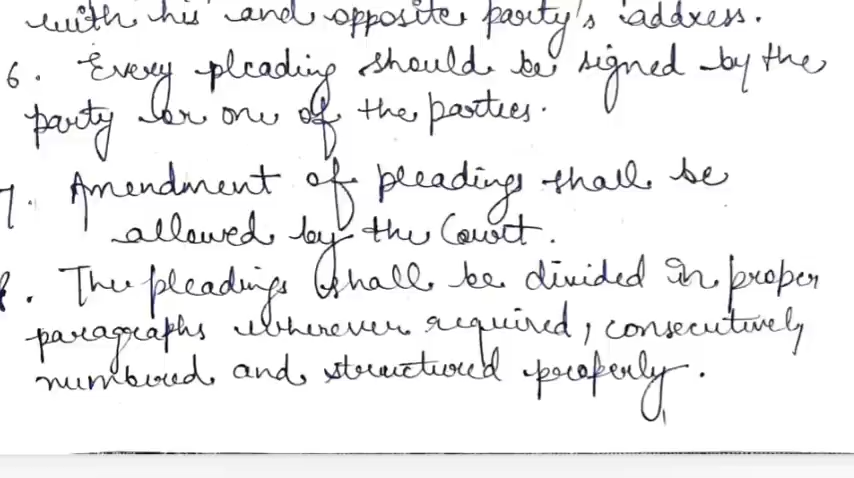 with his and opposite party's address.
6. Every pleading should be signed by the
party or one of the parties.
7. Amendment of pleadings shall be
allowed by the Court.
8. The pleadings shall be divided in proper
paragraphs wherever required, consecutively
numbered and structured properly.